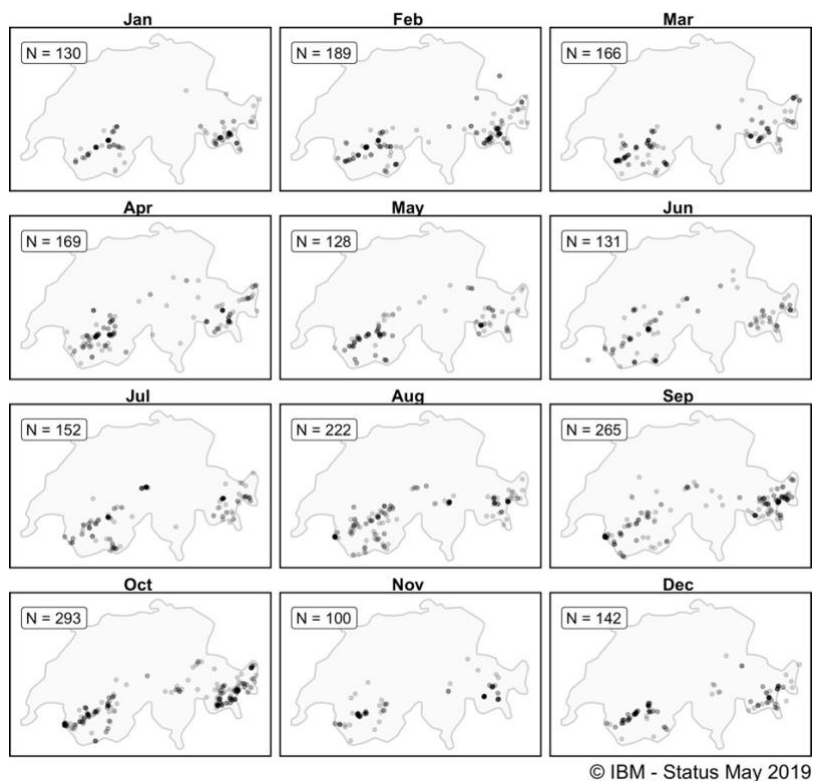 Jan
Feb
Mar
N = 130
N = 189
N = 166
Apr
May
Jun
N = 169
N = 128
N = 131
Jul
Aug
Sep
N = 152
N = 222
N = 265
Oct
Nov
Dec
N = 293
N = 100
N = 142
© IBM - Status May 2019